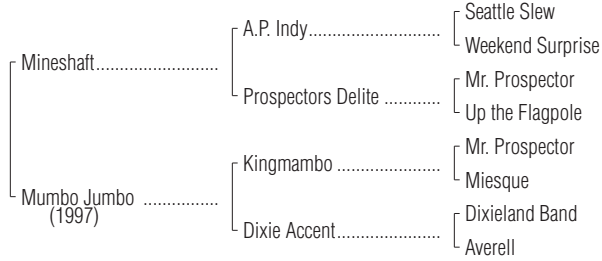 Seattle Slew
A.P. Indy..............................
Weekend Surprise
Mineshaft............................
Mr. Prospector
Prospectors Delite .............
Up the Flagpole
Mr. Prospector
Kingmambo ........................
Miesque
Mumbo Jumbo .................
(1997)
Dixieland Band
Dixie Accent........................
Averell